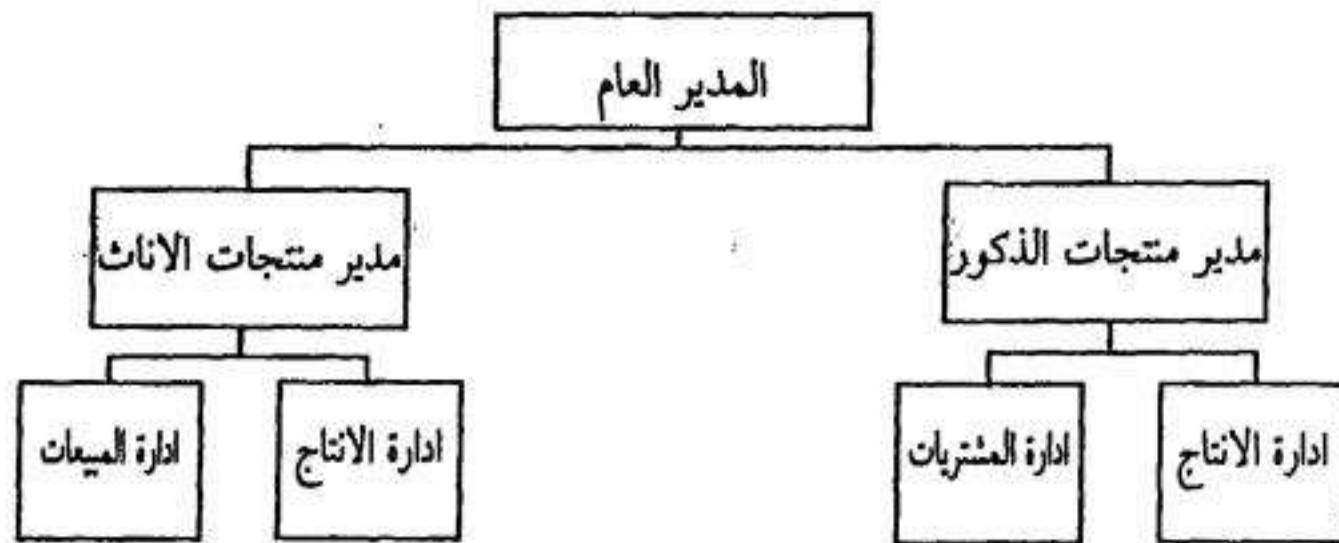 المدير العام
مدير منتجات الذكور
مدير منتجات الاناث
ادارة الانتاج
ادارة المشتريات
ادارة الانتاج
ادارة المبيعات